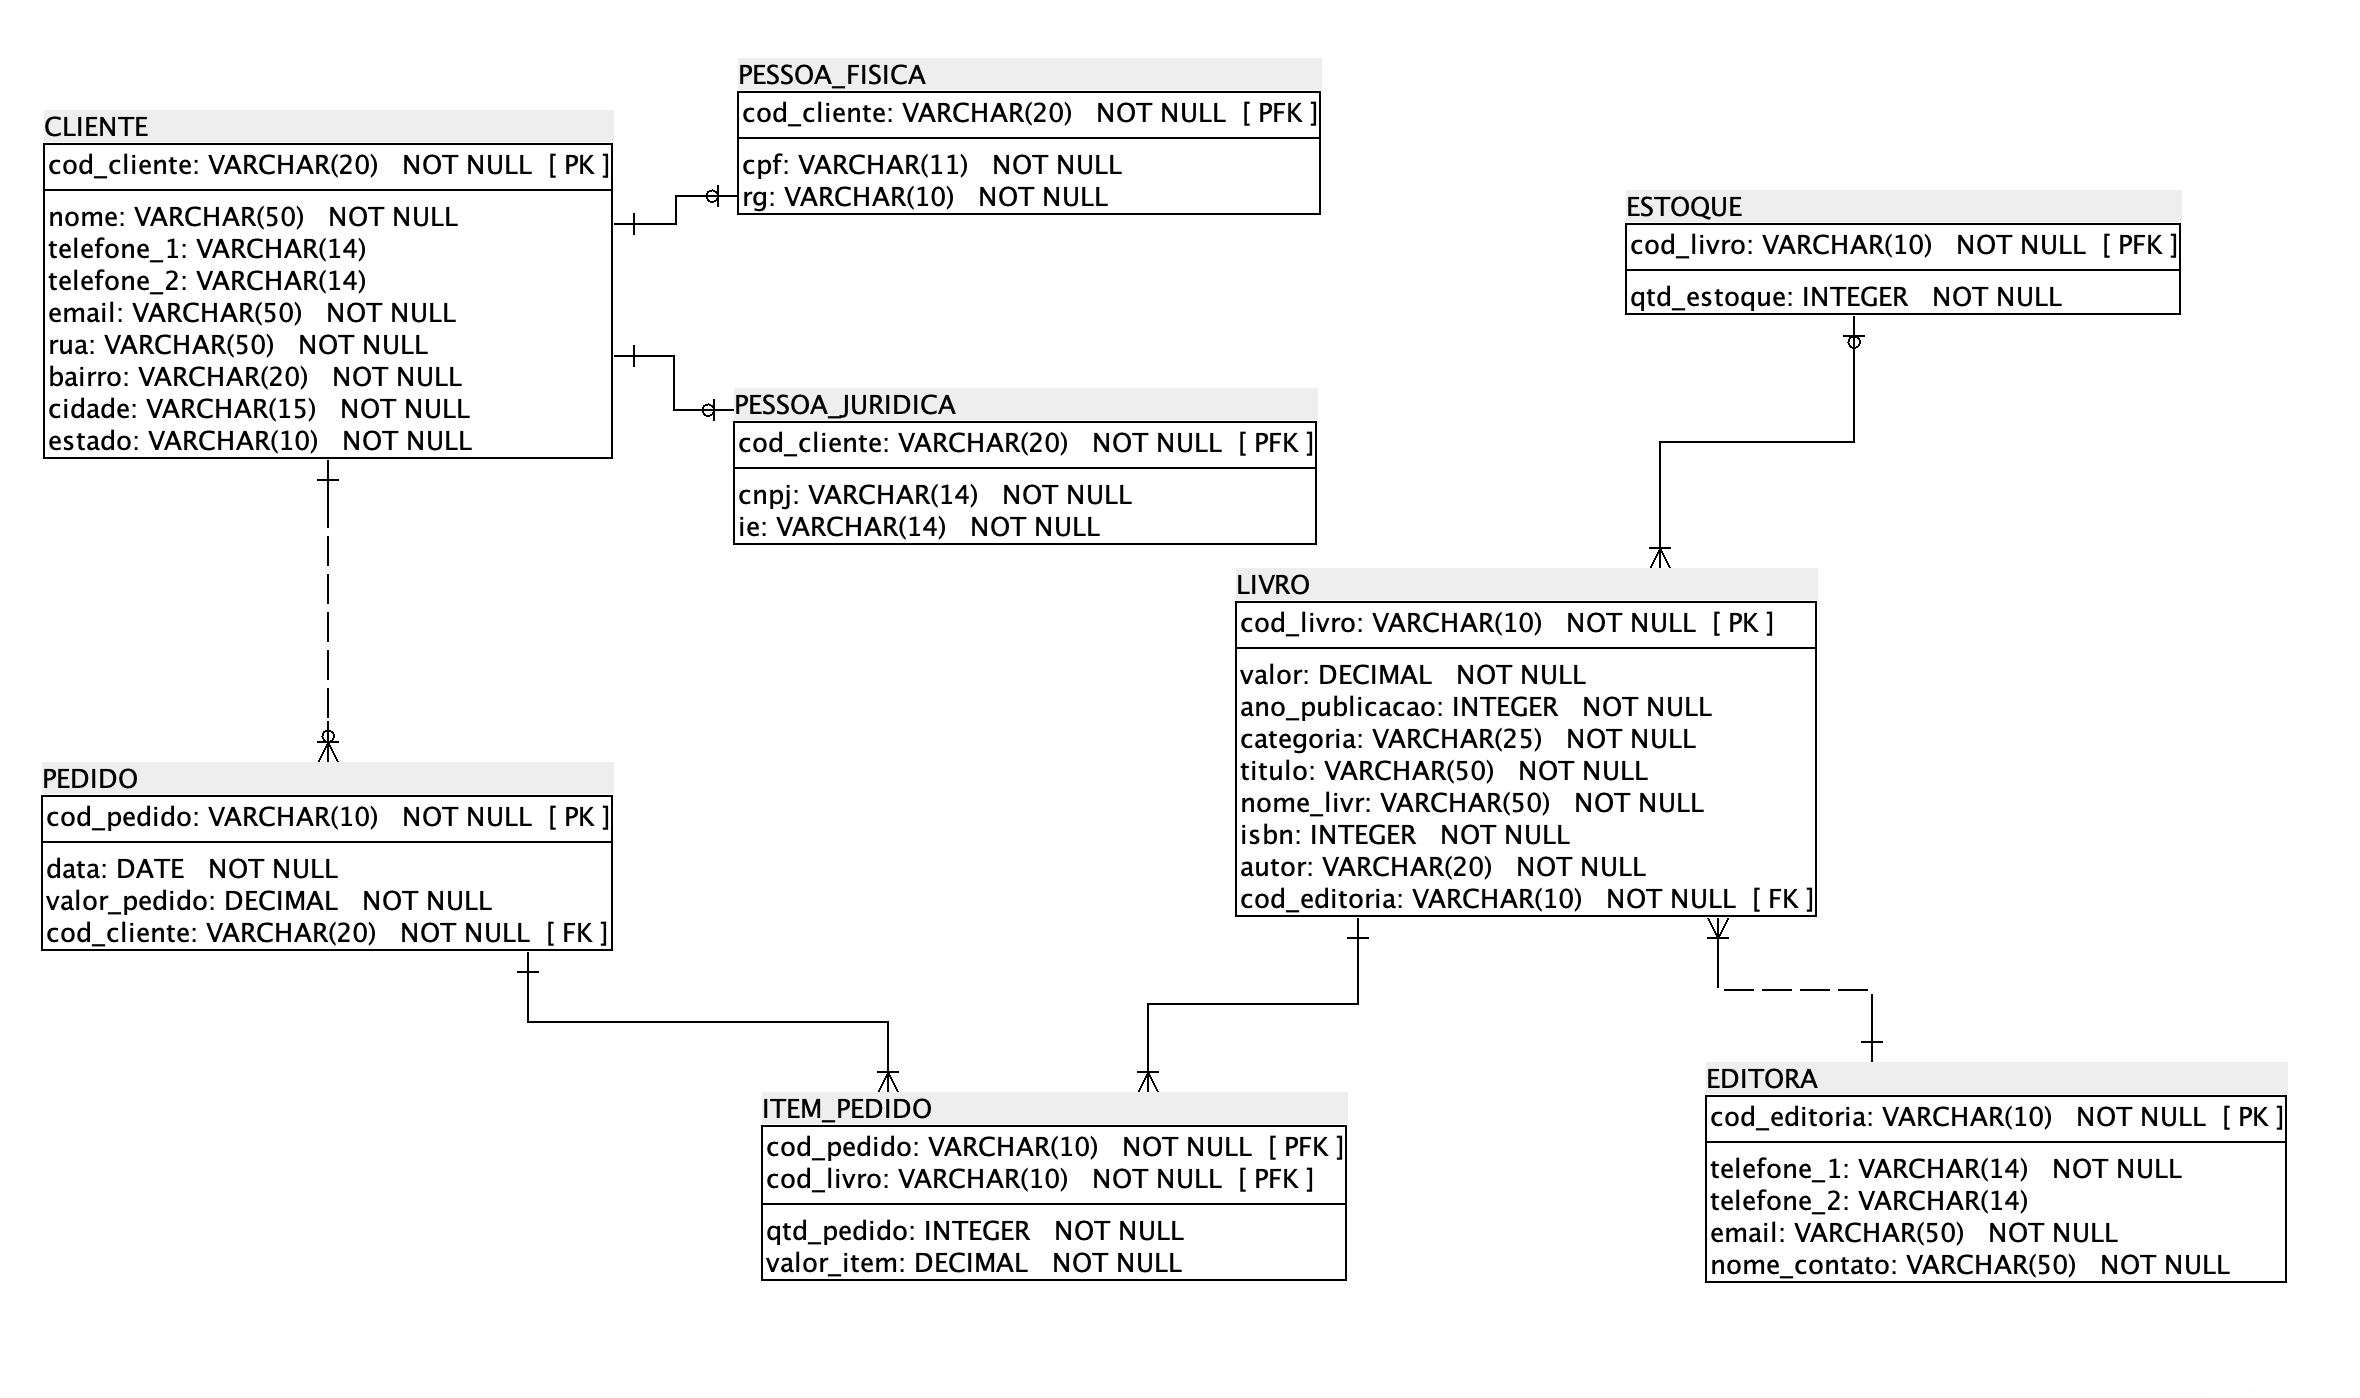 PESSOA_FISICA
cod_cliente: VARCHAR(20) NOT NULL [ PFK ]
cpf: VARCHAR(11) NOT NULL
rg: VARCHAR(10) NOT NULL
CLIENTE
cod_cliente: VARCHAR(20) NOT NULL [ PK ]
nome: VARCHAR(50) NOT NULL
telefone_1: VARCHAR(14)
telefone_2: VARCHAR(14)
email: VARCHAR(50) NOT NULL
rua: VARCHAR(50) NOT NULL
bairro: VARCHAR(20) NOT NULL
cidade: VARCHAR(15) NOT NULL
estado: VARCHAR(10) NOT NULL
ESTOQUE
cod_livro: VARCHAR(10) NOT NULL [ PFK ]
qtd_estoque: INTEGER NOT NULL
PESSOA_JURIDICA
cod_cliente: VARCHAR(20) NOT NULL [ PFK ]
cnpj: VARCHAR(14) NOT NULL
ie: VARCHAR(14) NOT NULL
LIVRO
cod_livro: VARCHAR(10) NOT NULL [ PK ]
valor: DECIMAL NOT NULL
ano_publicacao: INTEGER NOT NULL
categoria: VARCHAR(25) NOT NULL
titulo: VARCHAR(50) NOT NULL
nome_livr: VARCHAR(50) NOT NULL
isbn: INTEGER NOT NULL
autor: VARCHAR(20) NOT NULL
cod_editoria: VARCHAR(10) NOT NULL [ FK ]
PEDIDO
cod_pedido: VARCHAR(10) NOT NULL [ PK ]
data: DATE NOT NULL
valor_pedido: DECIMAL NOT NULL
cod_cliente: VARCHAR(20) NOT NULL [ FK ]
ITEM_PEDIDO
cod_pedido: VARCHAR(10) NOT NULL [ PFK ]
cod_livro: VARCHAR(10) NOT NULL [ PFK ]
qtd_pedido: INTEGER NOT NULL
valor_item: DECIMAL NOT NULL
EDITORA
cod_editoria: VARCHAR(10) NOT NULL [ PK ]
telefone_1: VARCHAR(14) NOT NULL
telefone_2: VARCHAR(14)
email: VARCHAR(50) NOT NULL
nome_contato: VARCHAR(50) NOT NULL